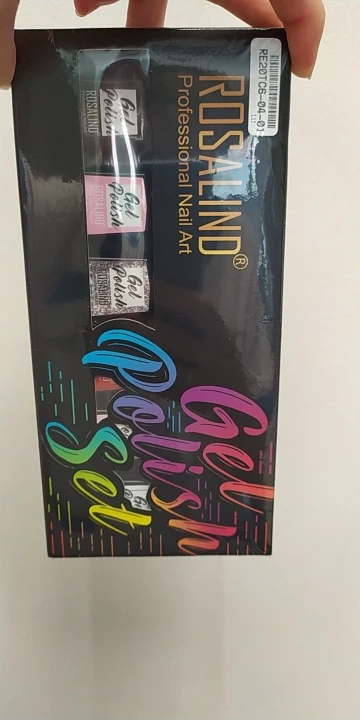 RE20TC6-04-01
ROSALIND®
Professional Nail Art
Gel
Polish
ROSALIND
Gel
Polish
ROSALIND
Gel
Polish
ROSALIND
Gel
Polish
Set